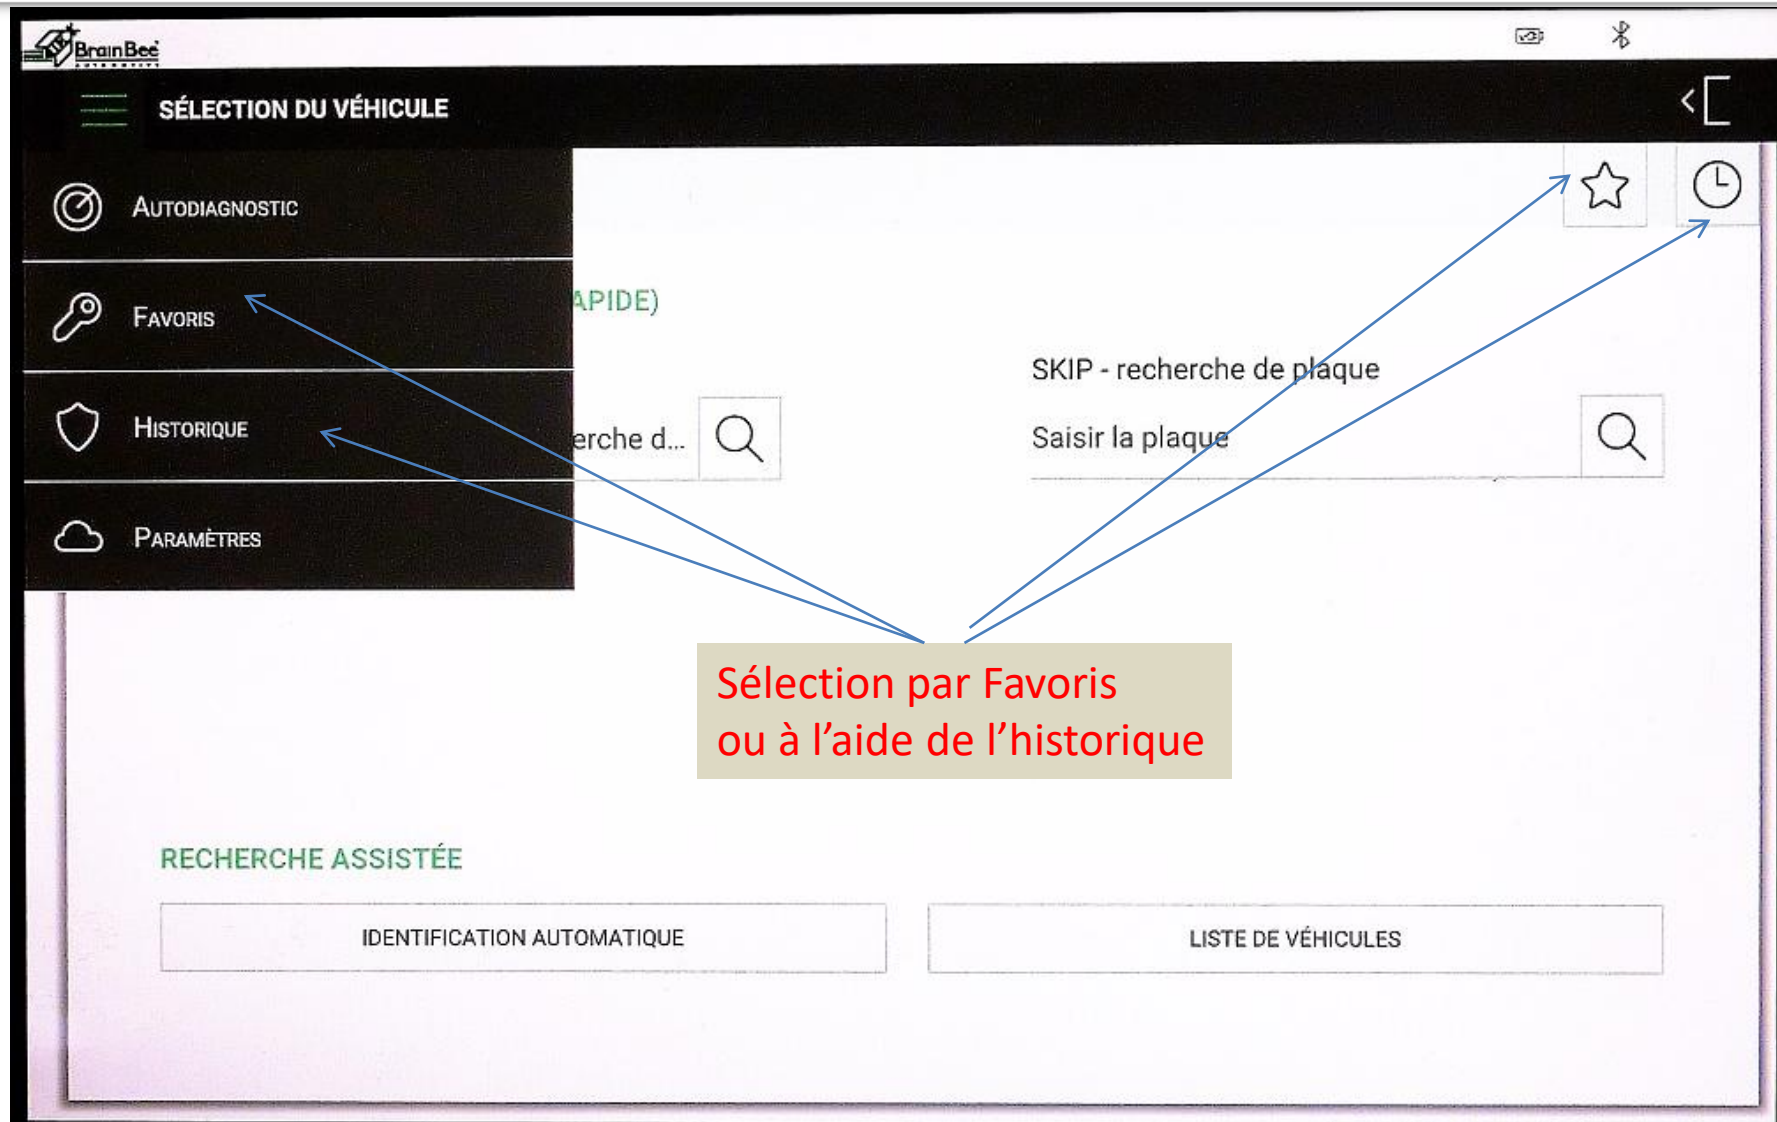 BrainBee
AUTOMOTIVE
SÉLECTION DU VÉHICULE
AUTODIAGNOSTIC
FAVORIS
HISTORIQUE
PARAMÈTRES
APIDE)
erche d...
SKIP - recherche de plaque
Saisir la plaque
Sélection par Favoris
ou à l’aide de l’historique
RECHERCHE ASSISTÉE
IDENTIFICATION AUTOMATIQUE
LISTE DE VÉHICULES